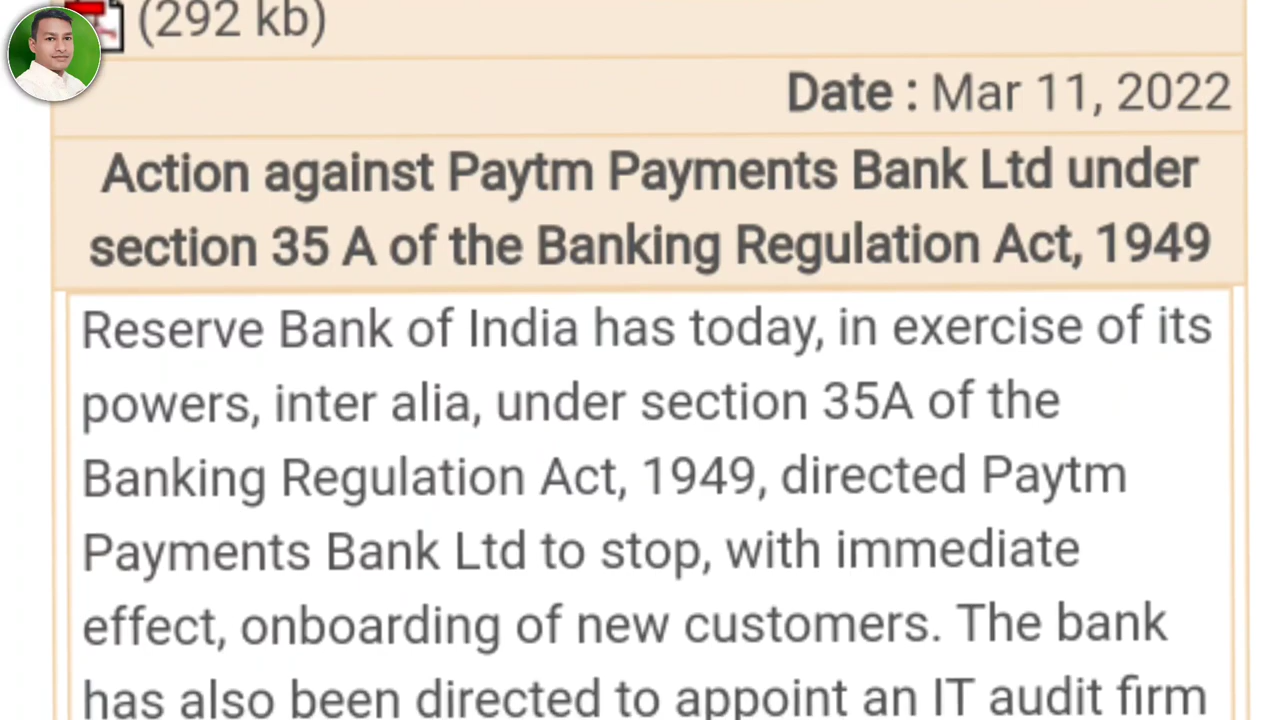 (292 kb)
Date : Mar 11, 2022
Action against Paytm Payments Bank Ltd under
section 35 A of the Banking Regulation Act, 1949
Reserve Bank of India has today, in exercise of its
powers, inter alia, under section 35A of the
Banking Regulation Act, 1949, directed Paytm
Payments Bank Ltd to stop, with immediate
effect, onboarding of new customers. The bank
has also been directed to appoint an IT audit firm